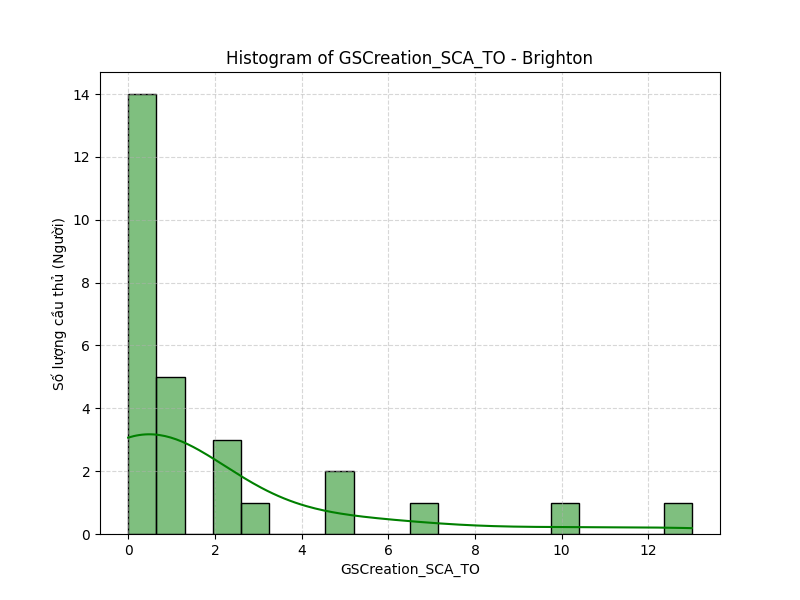 Histogram of GSCreation_SCA_TO - Brighton
Số lượng cầu thủ (Người)
14
12
10
8
6
4
2
0
0 2 4 6 8 10 12
GSCreation_SCA_TO